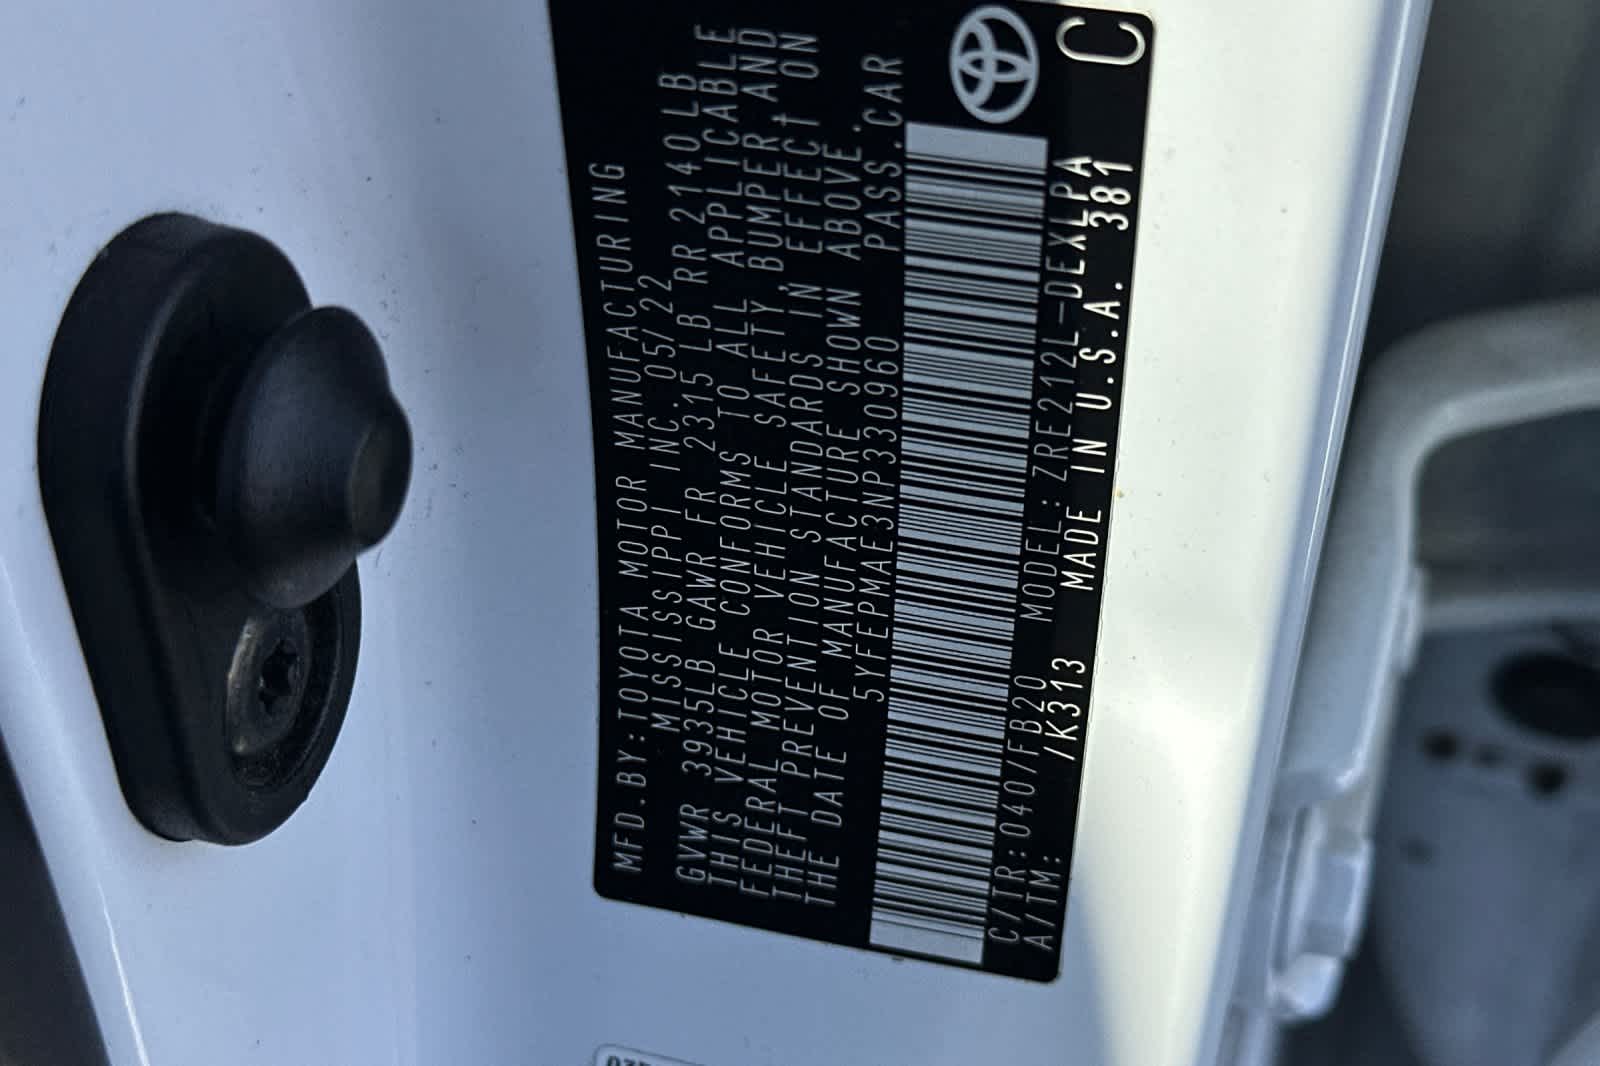 MFD.BY:TOYOTA MOTOR MANUFACTURING
MISSISSIPPI INC. 05/22
GVWR 3935LB GAWR FR 2315 LB RR 2140LB
THIS VEHICLE CONFORMS TO ALL APPLICABLE
FEDERAL MOTOR VEHICLE SAFETY, BUMPER AND
THEFT PREVENTION STANDARDS IN EFFECT ON
THE DATE OF MANUFACTURE SHOWN ABOVE.
5YFEPMAE3NP330960 PASS.CAR
C/TR:040/FB20 MODEL:ZRE212L-DEXLPA
A/TM: /K313 MADE IN U.S.A. 381 C